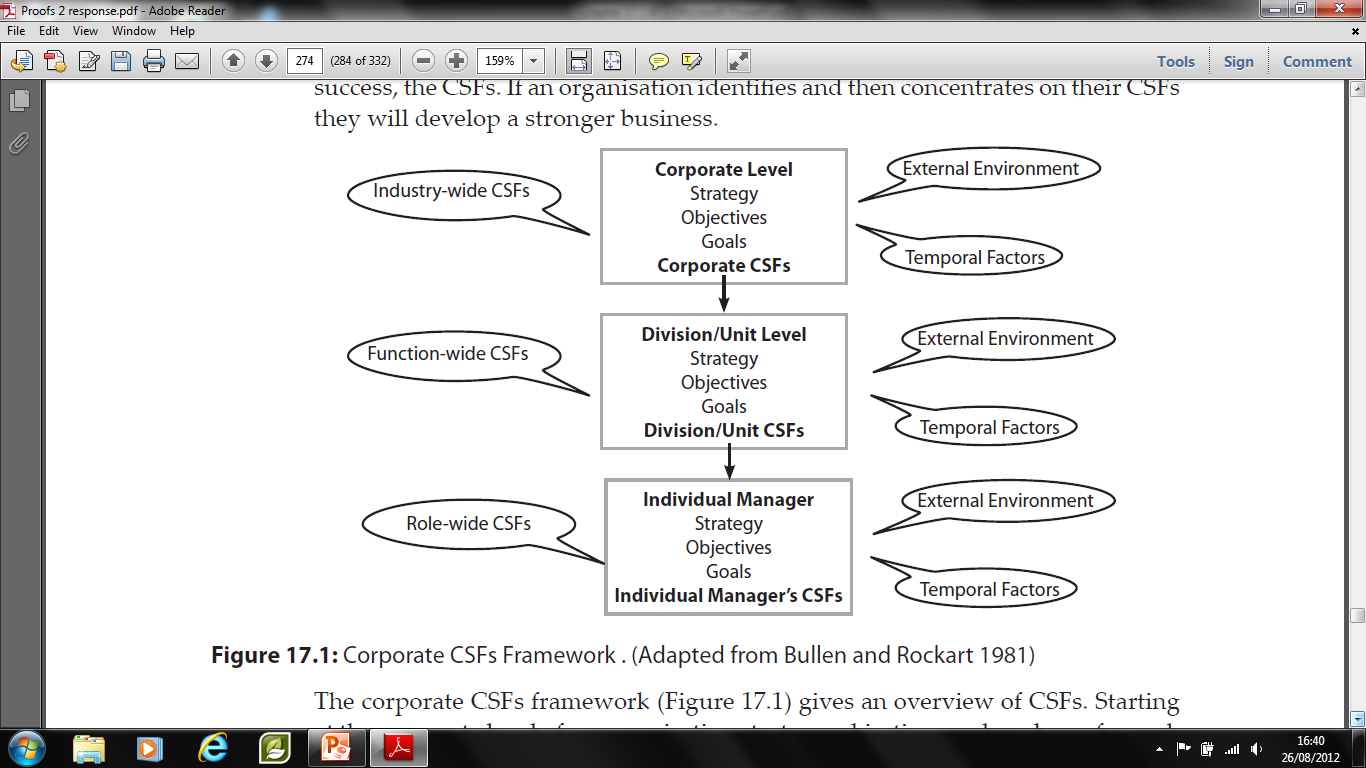 Proofs 2 response.pdf - Adobe Reader
File Edit View Window Help
274 (284 of 332) 159% Tools Sign Comment
success, the CSFs. If an organisation identifies and then concentrates on their CSFs
they will develop a stronger business.
Industry-wide CSFs
Corporate Level
Strategy
Objectives
Goals
Corporate CSFs
External Environment
Temporal Factors
Function-wide CSFs
Division/Unit Level
Strategy
Objectives
Goals
Division/Unit CSFs
External Environment
Temporal Factors
Role-wide CSFs
Individual Manager
Strategy
Objectives
Goals
Individual Manager's CSFs
External Environment
Temporal Factors
Figure 17.1: Corporate CSFs Framework . (Adapted from Bullen and Rockart 1981)
The corporate CSFs framework (Figure 17.1) gives an overview of CSFs. Starting
16:40
26/08/2012